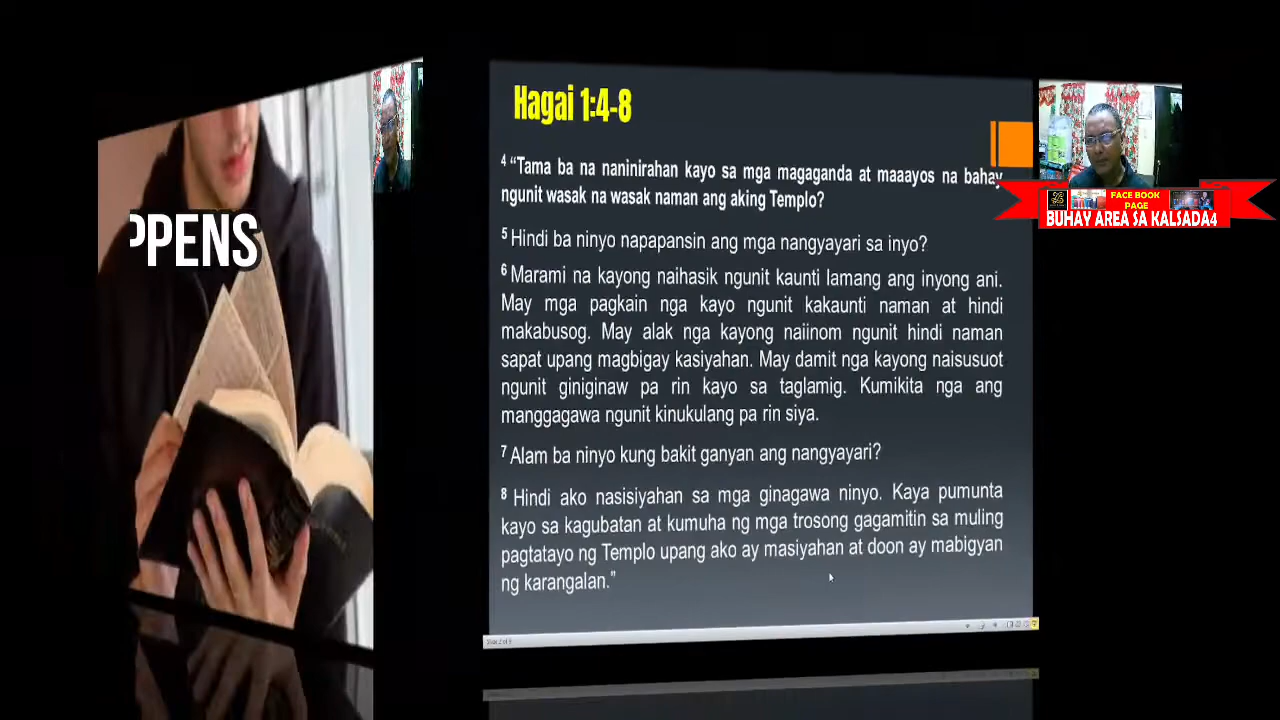 PPENS
Hagai 1:4-8
4 “Tama ba na naninirahan kayo sa mga magaganda at maaayos na bahay
ngunit wasak na wasak naman ang aking Templo?
5 Hindi ba ninyo napapansin ang mga nangyayari sa inyo?
6 Marami na kayong naihasik ngunit kaunti lamang ang inyong ani.
May mga pagkain nga kayo ngunit kakaunti naman at hindi
makabusog. May alak nga kayong naiinom ngunit hindi naman
sapat upang magbigay kasiyahan. May damit nga kayong naisusuot
ngunit giniginaw pa rin kayo sa taglamig. Kumikita nga ang
manggagawa ngunit kinukulang pa rin siya.
7 Alam ba ninyo kung bakit ganyan ang nangyayari?
8 Hindi ako nasisiyahan sa mga ginagawa ninyo. Kaya pumunta
kayo sa kagubatan at kumuha ng mga trosong gagamitin sa muling
pagtatayo ng Templo upang ako ay masiyahan at doon ay mabigyan
ng karangalan.”
FACE BOOK
PAGE
BUHAY AREA SA KALSADA4